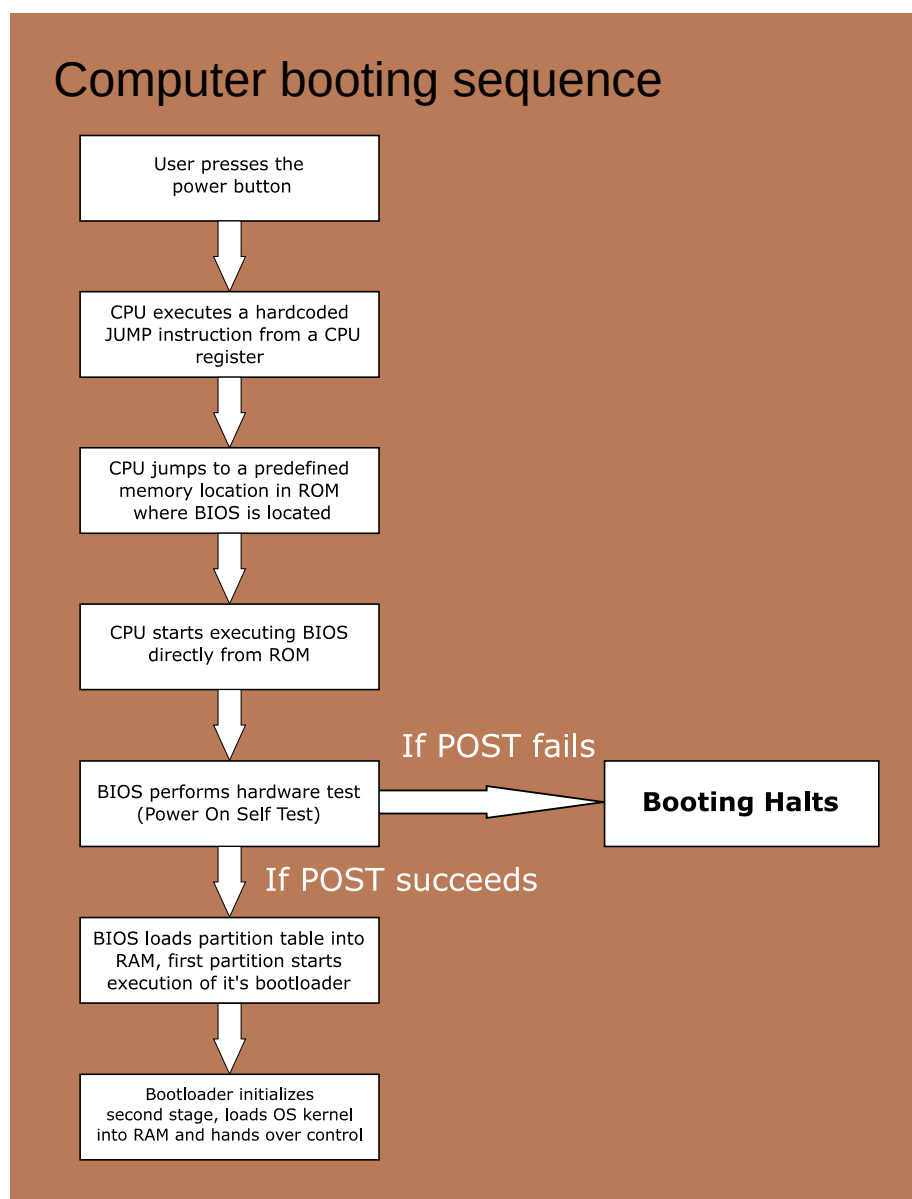 Computer booting sequence
User presses the
power button
CPU executes a hardcoded
JUMP instruction from a CPU
register
CPU jumps to a predefined
memory location in ROM
where BIOS is located
CPU starts executing BIOS
directly from ROM
If POST fails
BIOS performs hardware test
(Power On Self Test)
Booting Halts
If POST succeeds
BIOS loads partition table into
RAM, first partition starts
execution of it's bootloader
Bootloader initializes
second stage, loads OS kernel
into RAM and hands over control